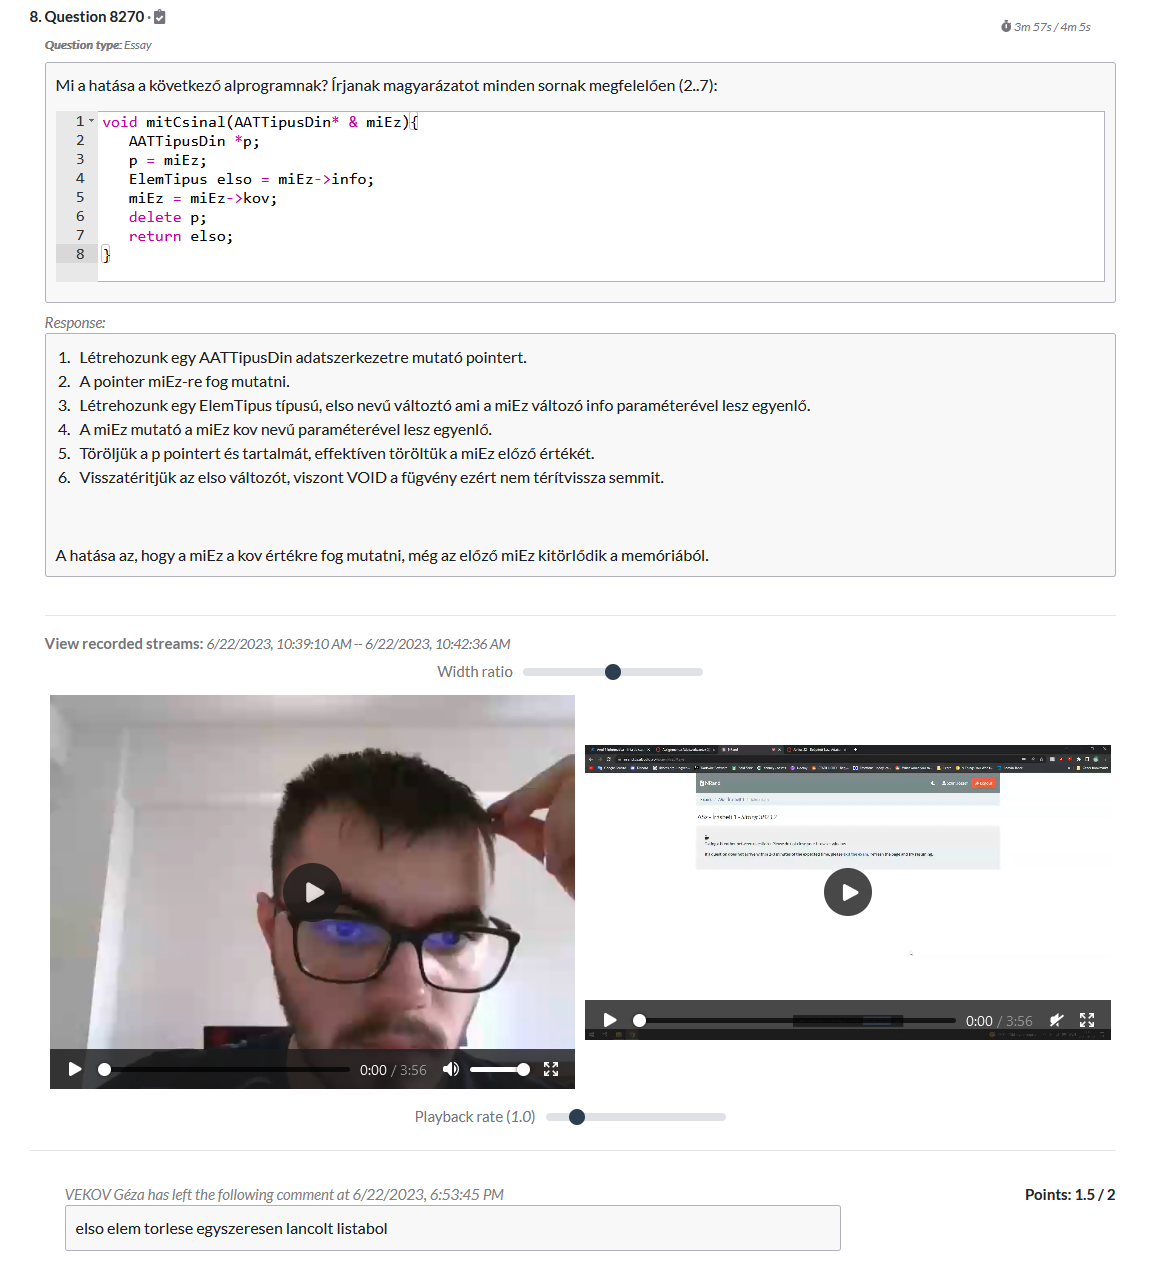 8. Question 8270 ·
3m 57s / 4m 5s
Question type: Essay
Mi a hatása a következő alprogramnak? Írjanak magyarázatot minden sornak megfelelően (2..7):
1 void mitCsinal(AATTipusDin* & miEz){
2 AATTipusDin *p;
3 p = miEz;
4 ElemTipus elso = miEz->info;
5 miEz = miEz->kov;
6 delete p;
7 return elso;
8 }
Response:
1. Létrehozunk egy AATTipusDin adatszerkezetre mutató pointert.
2. A pointer miEz-re fog mutatni.
3. Létrehozunk egy ElemTipus típusú, elso nevű változtó ami a miEz változó info paraméterével lesz egyenlő.
4. A miEz mutató a miEz kov nevű paraméterével lesz egyenlő.
5. Töröljük a p pointert és tartalmát, effektíven töröltük a miEz előző értékét.
6. Visszatéritjük az elso változót, viszont VOID a fügvény ezért nem térítvissza semmit.
A hatása az, hogy a miEz a kov értékre fog mutatni, még az előző miEz kitörlődik a memóriából.
View recorded streams: 6/22/2023, 10:39:10 AM -- 6/22/2023, 10:42:36 AM
Width ratio
0:00 / 3:56
0:00 / 3:56
Playback rate (1.0)
VEKOV Géza has left the following comment at 6/22/2023, 6:53:45 PM
Points: 1.5 / 2
elso elem torlese egyszeresen lancolt listabol